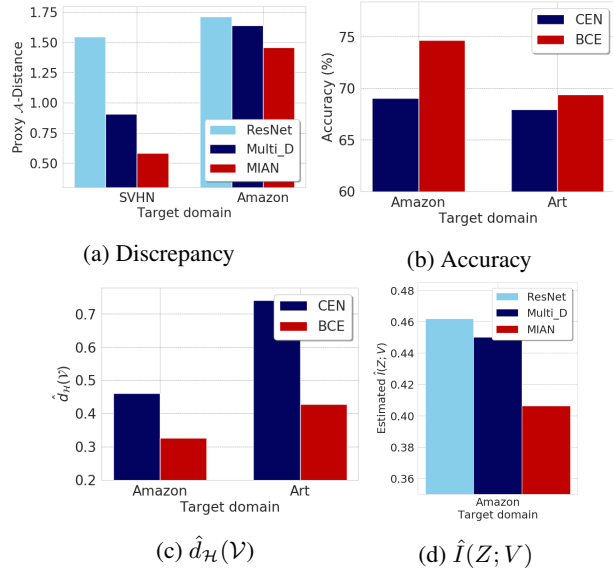 1.75
1.50
1.25
1.00
0.75
0.50
Proxy 𝒜-Distance
ResNet
Multi_D
MIAN
SVHN
Amazon
Target domain
(a) Discrepancy
75
70
65
60
Accuracy (%)
CEN
BCE
Amazon
Art
Target domain
(b) Accuracy
0.7
0.6
0.5
0.4
0.3
0.2
d̂_ℋ(𝒱)
CEN
BCE
Amazon
Art
Target domain
(c) d̂_ℋ(𝒱)
0.48
0.46
0.44
0.42
0.40
0.38
0.36
Estimated Î(Z;V)
ResNet
Multi_D
MIAN
Amazon
Target domain
(d) Î(Z;V)